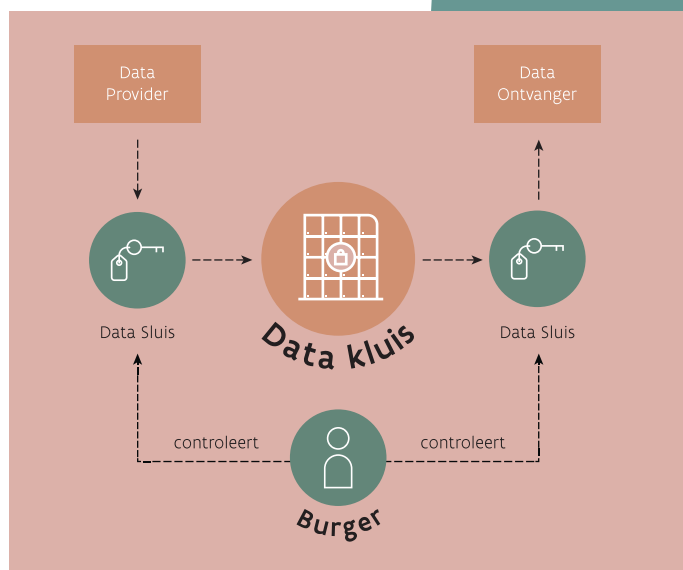 Data
Provider
Data
Ontvanger
Data Sluis
Data kluis
Data Sluis
controleert
controleert
Burger